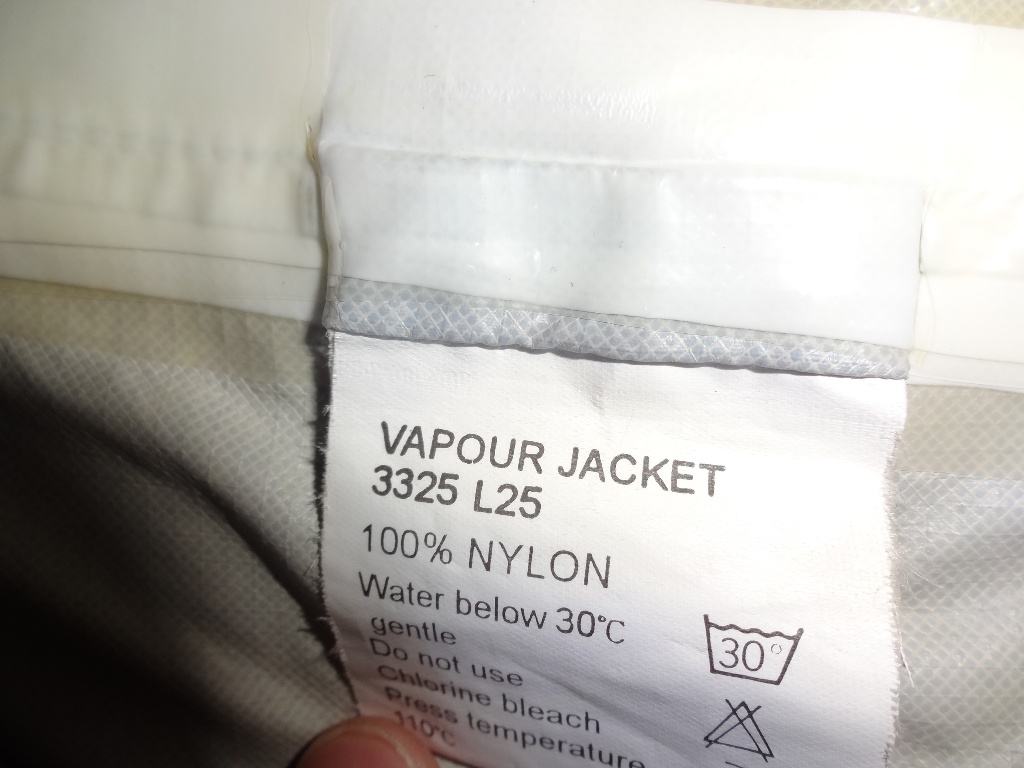 VAPOUR JACKET
3325 L25
100% NYLON
Water below 30°C
gentle
Do not use
Chlorine bleach
Press temperature
110°C
30°